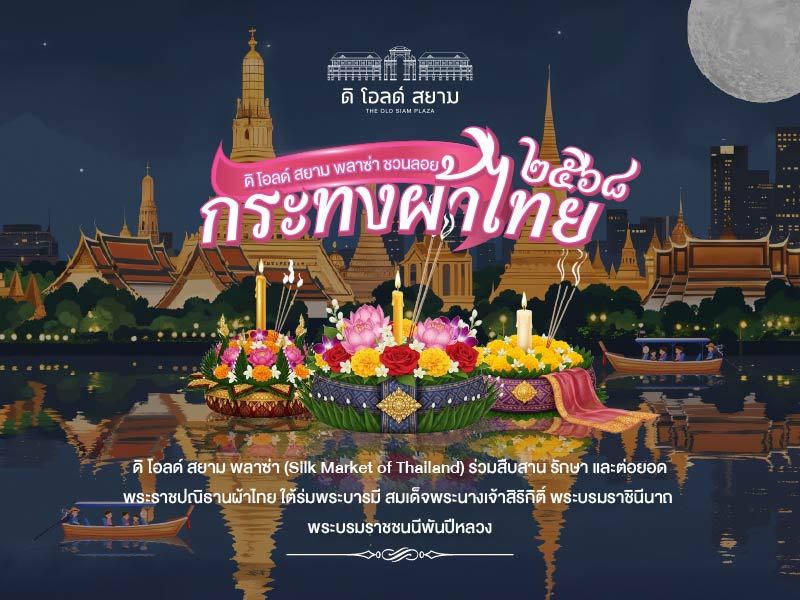 ดิ โอลด์ สยาม
THE OLD SIAM PLAZA
ดิ โอลด์ สยาม พลาซ่า ชวนลอย
กระทงผ้าไทย ๒๕๖๘
ดิ โอลด์ สยาม พลาซ่า (Silk Market of Thailand) ร่วมสืบสาน รักษา และต่อยอด
พระราชปณิธานผ้าไทย ใต้ร่มพระบารมี สมเด็จพระนางเจ้าสิริกิติ์ พระบรมราชินีนาถ
พระบรมราชชนนีพันปีหลวง